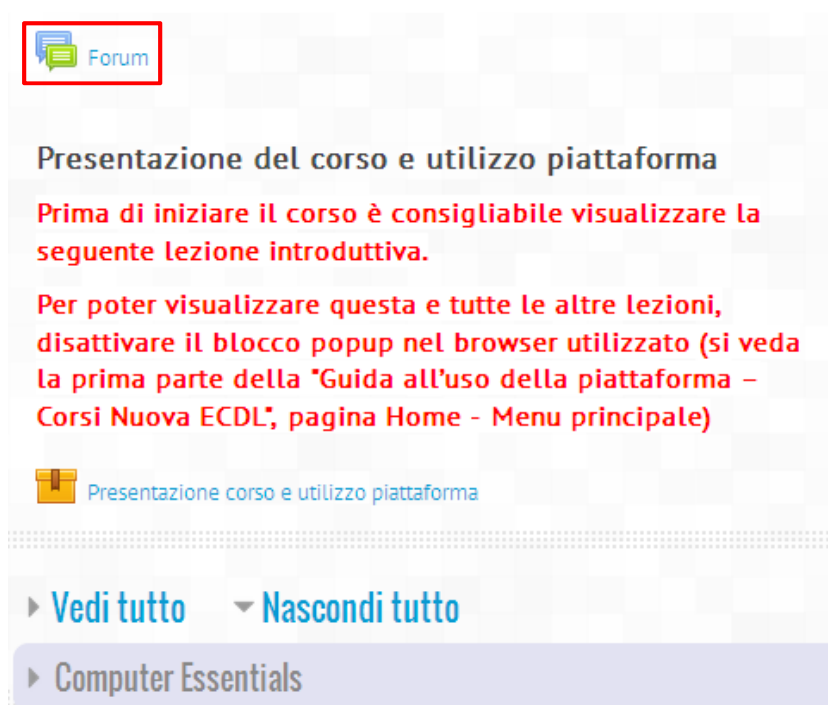 Forum
Presentazione del corso e utilizzo piattaforma
Prima di iniziare il corso è consigliabile visualizzare la
seguente lezione introduttiva.
Per poter visualizzare questa e tutte le altre lezioni,
disattivare il blocco popup nel browser utilizzato (si veda
la prima parte della "Guida all'uso della piattaforma –
Corsi Nuova ECDL", pagina Home - Menu principale)
Presentazione corso e utilizzo piattaforma
Vedi tutto Nascondi tutto
Computer Essentials